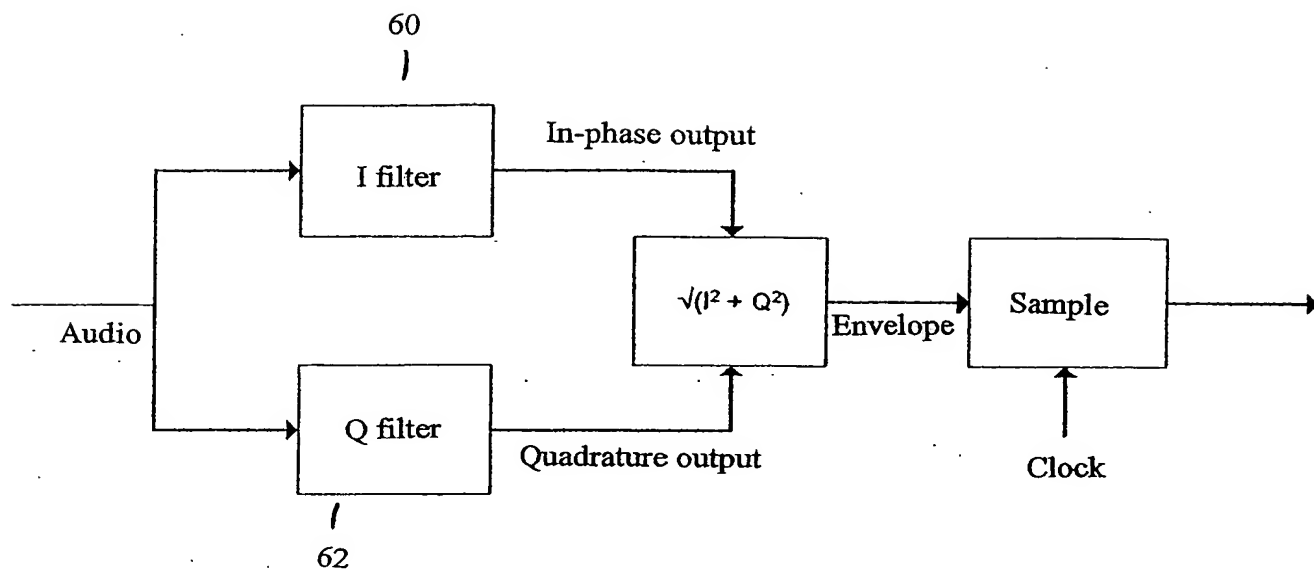 60
I filter
In-phase output
√(I² + Q²)
Envelope
Sample
Audio
Q filter
Quadrature output
Clock
62